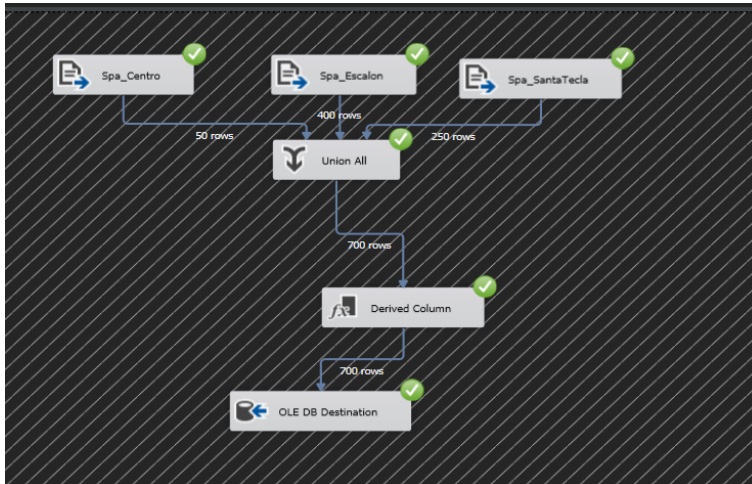 Spa_Centro
Spa_Escalon
Spa_SantaTecla
50 rows
400 rows
250 rows
Union All
700 rows
fx
Derived Column
700 rows
OLE DB Destination